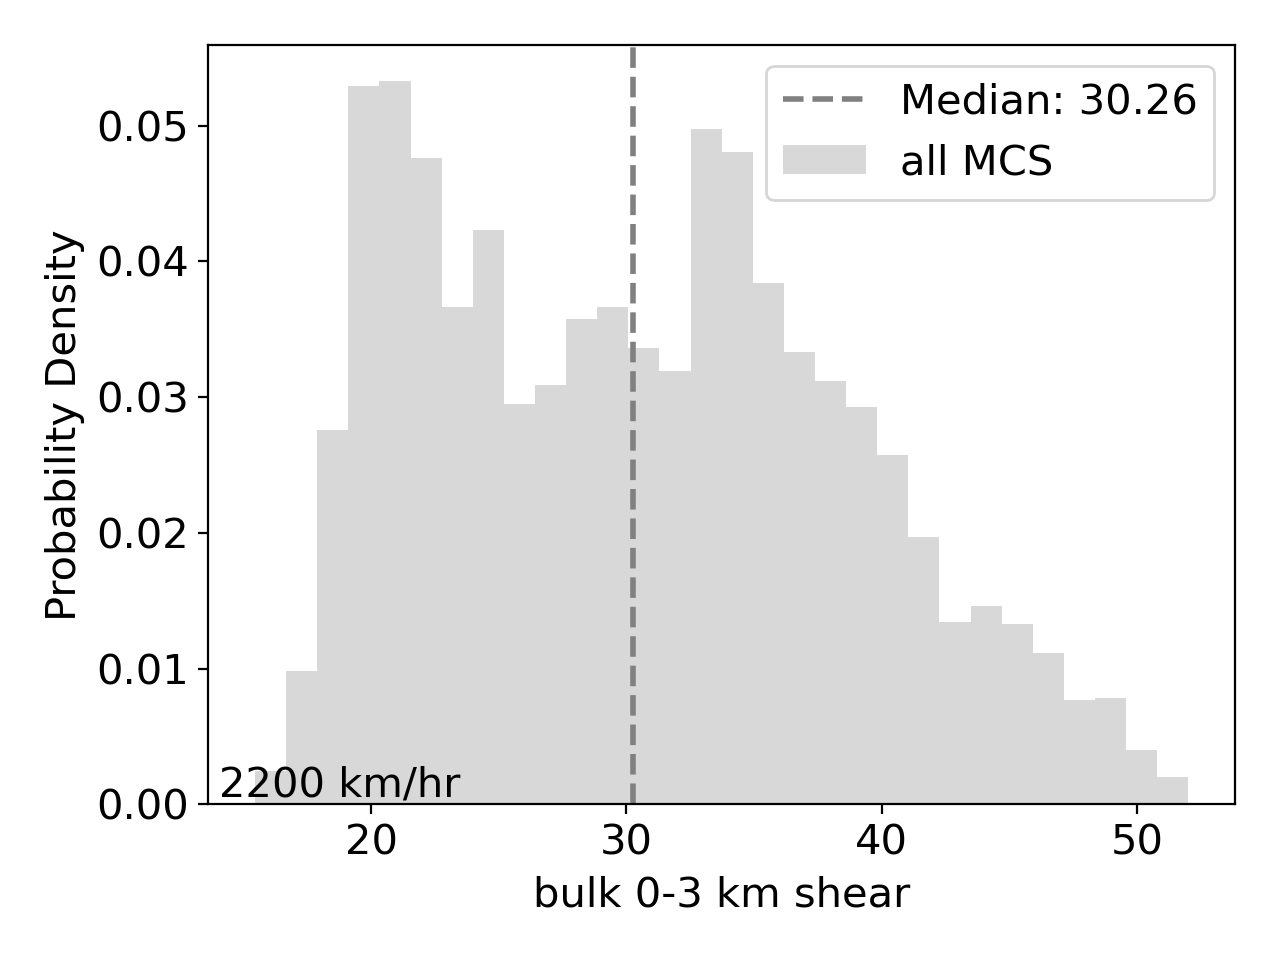 Median: 30.26
all MCS
Probability Density
0.05
0.04
0.03
0.02
0.01
0.00
2200 km/hr
20 30 40 50
bulk 0-3 km shear